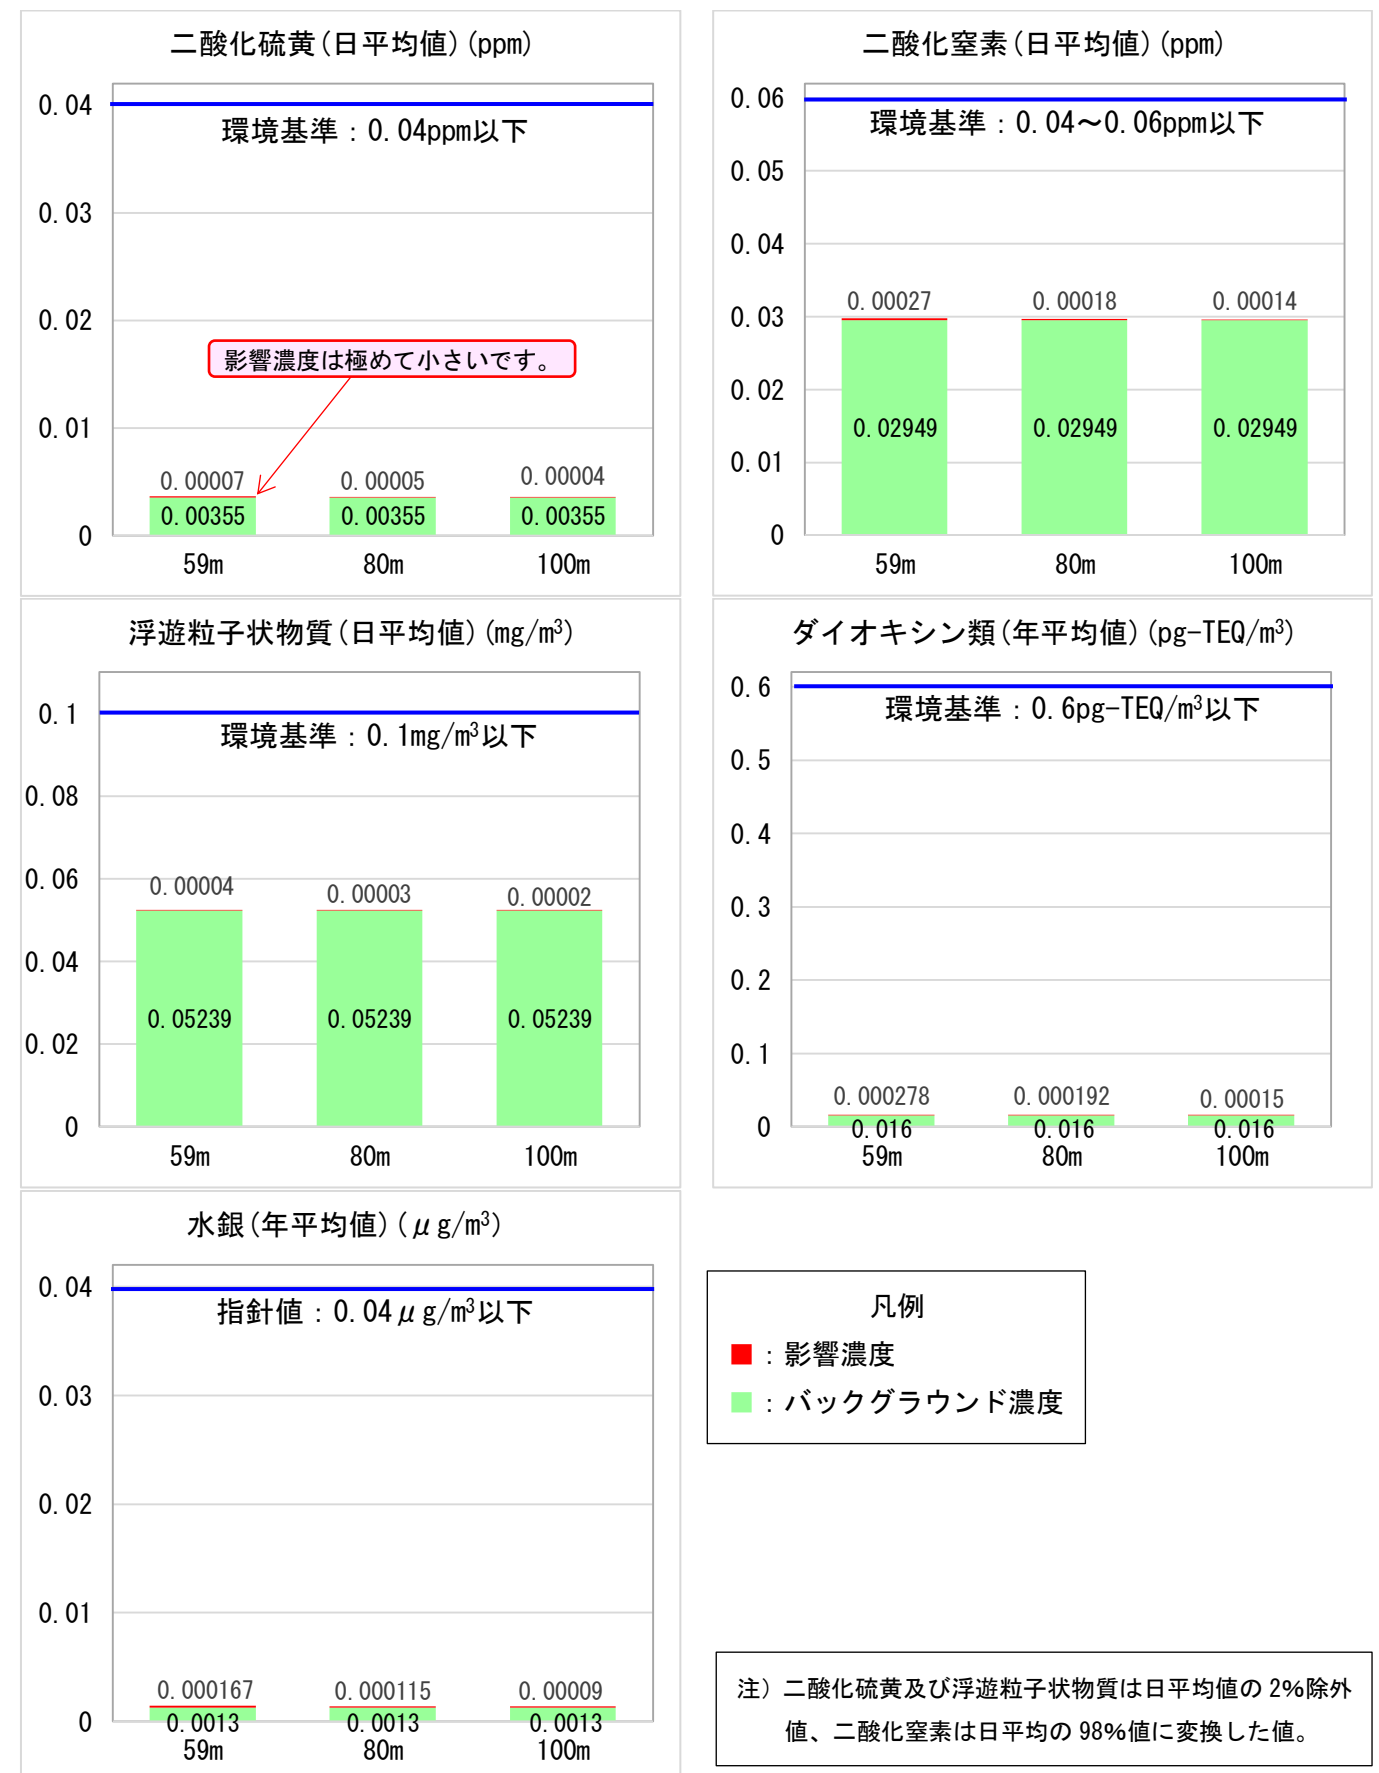 二酸化硫黄(日平均値)(ppm)
0.04
環境基準：0.04ppm以下
0.03
0.02
影響濃度は極めて小さいです。
0.01
0.00007
0.00005
0.00004
0.00355
0.00355
0.00355
0
59m
80m
100m
二酸化窒素(日平均値)(ppm)
0.06
環境基準：0.04～0.06ppm以下
0.05
0.04
0.00027
0.00018
0.00014
0.03
0.02
0.02949
0.02949
0.02949
0.01
0
59m
80m
100m
浮遊粒子状物質(日平均値)(mg/m³)
0.1
環境基準：0.1mg/m³以下
0.08
0.06
0.00004
0.00003
0.00002
0.04
0.05239
0.05239
0.05239
0.02
0
59m
80m
100m
ダイオキシン類(年平均値)(pg-TEQ/m³)
0.6
環境基準：0.6pg-TEQ/m³以下
0.5
0.4
0.3
0.2
0.1
0.000278
0.000192
0.00015
0
0.016
0.016
0.016
59m
80m
100m
水銀(年平均値)(μg/m³)
0.04
指針値：0.04μg/m³以下
0.03
0.02
0.01
0.000167
0.000115
0.00009
0
0.0013
0.0013
0.0013
59m
80m
100m
凡例
：影響濃度
：バックグラウンド濃度
注）二酸化硫黄及び浮遊粒子状物質は日平均値の2%除外
値、二酸化窒素は日平均の98%値に変換した値。